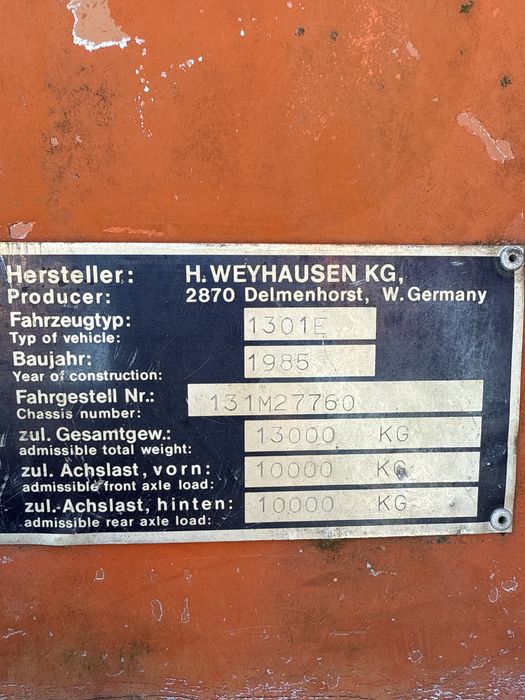 Hersteller: H. WEYHAUSEN KG,
Producer: 2870 Delmenhorst, W. Germany
Fahrzeugtyp: 1301E
Typ of vehicle:
Baujahr: 1985
Year of construction:
Fahrgestell Nr.: 131M27760
Chassis number:
zul. Gesamtgew.: 13000 KG
admissible total weight:
zul. Achslast, vorn: 10000 KG
admissible front axle load:
zul.-Achslast, hinten: 10000 KG
admissible rear axle load: